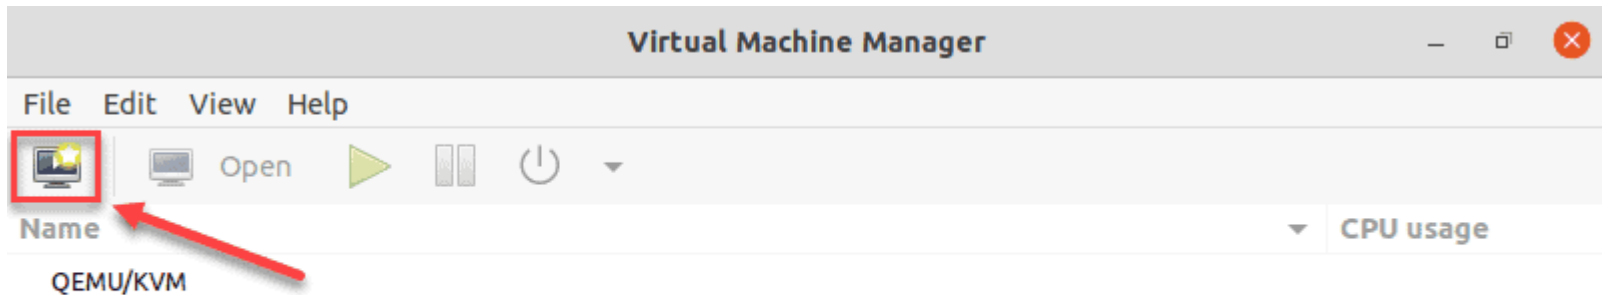 Virtual Machine Manager
File Edit View Help
Open
Name CPU usage
QEMU/KVM